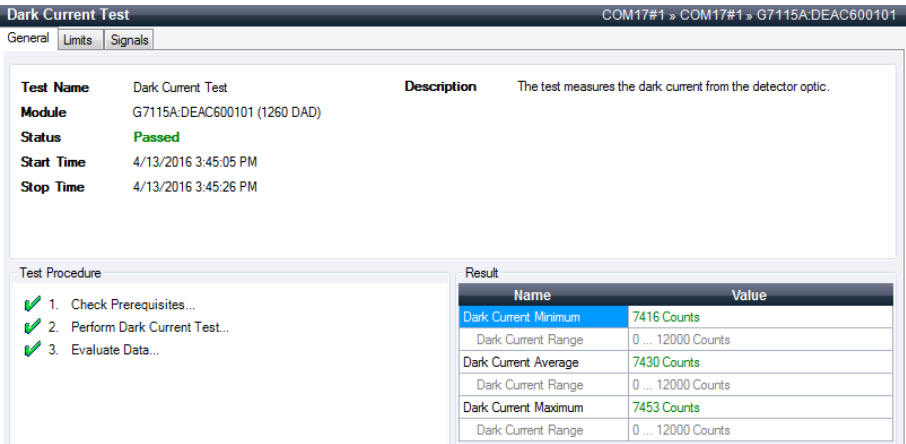 Dark Current Test COM17#1 » COM17#1 » G7115A:DEAC600101
General Limits Signals
Test Name Dark Current Test Description The test measures the dark current from the detector optic.
Module G7115A:DEAC600101 (1260 DAD)
Status Passed
Start Time 4/13/2016 3:45:05 PM
Stop Time 4/13/2016 3:45:26 PM
Test Procedure
1. Check Prerequisites...
2. Perform Dark Current Test...
3. Evaluate Data...
Result
Name Value
Dark Current Minimum 7416 Counts
Dark Current Range 0 ... 12000 Counts
Dark Current Average 7430 Counts
Dark Current Range 0 ... 12000 Counts
Dark Current Maximum 7453 Counts
Dark Current Range 0 ... 12000 Counts